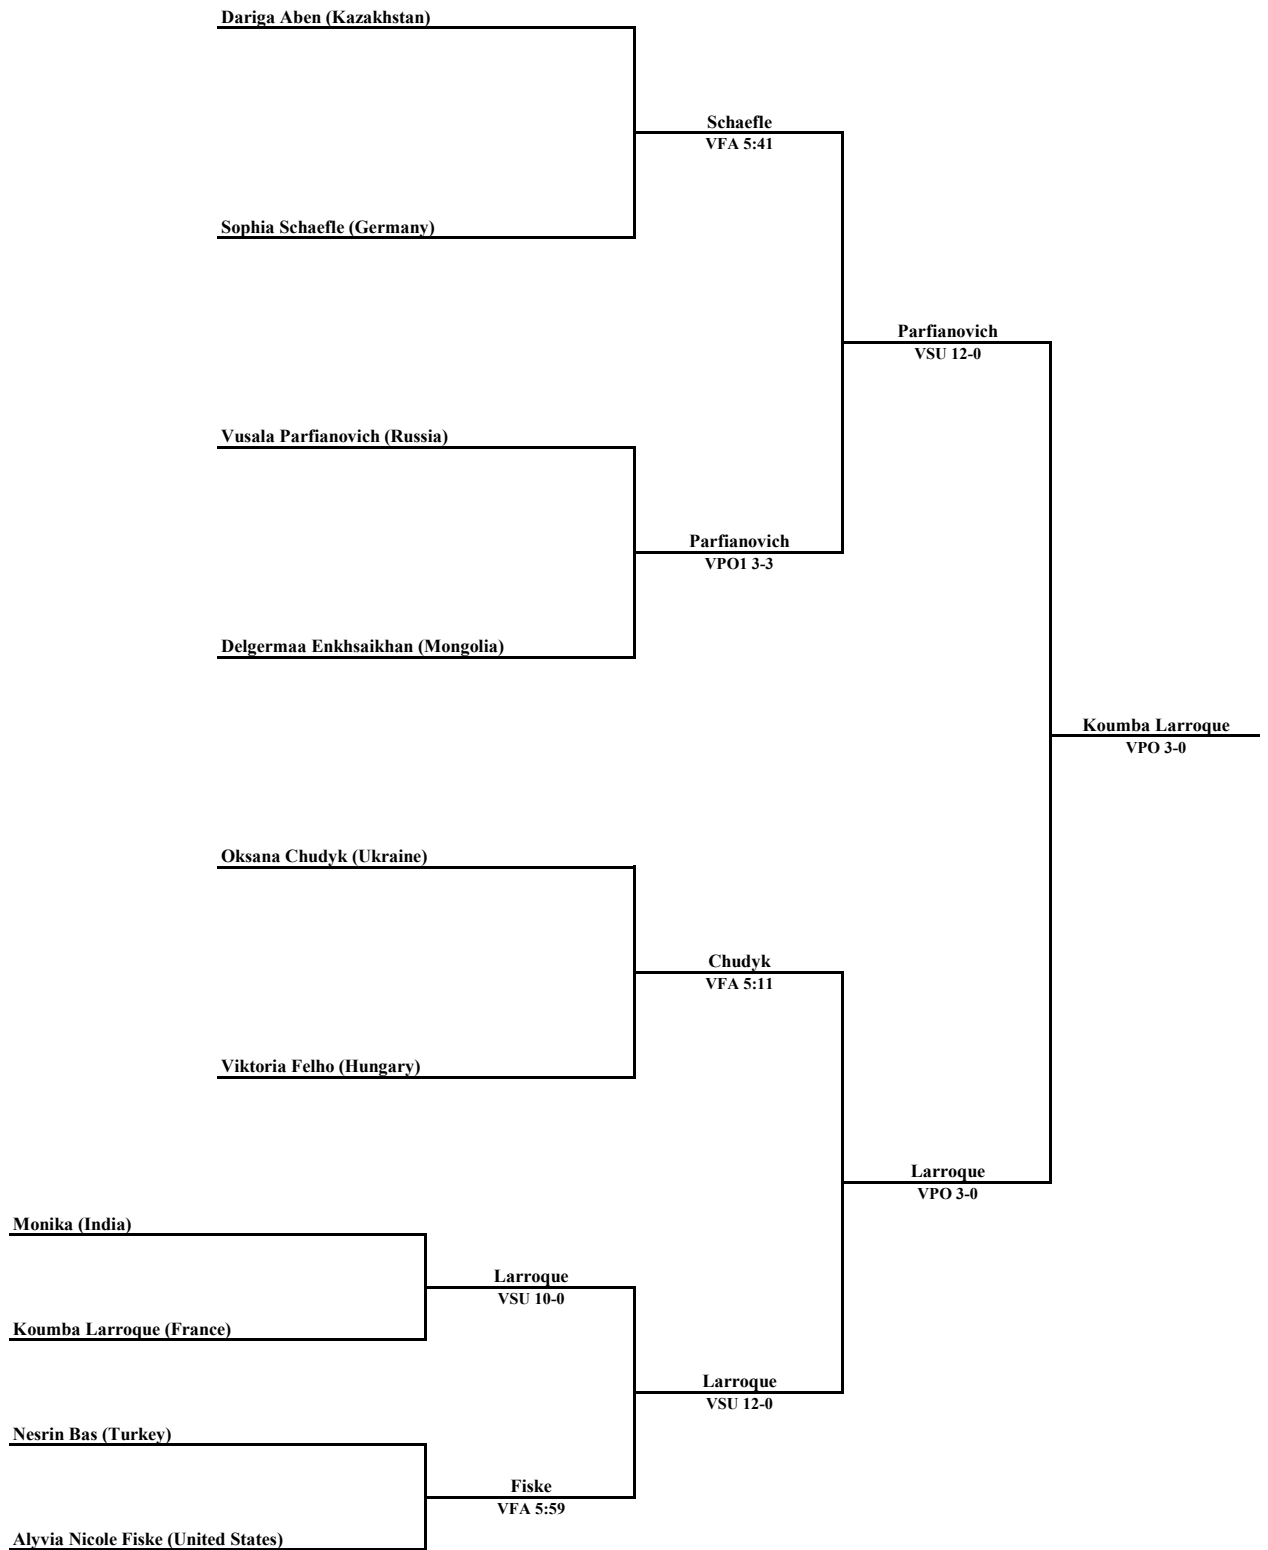 Dariga Aben (Kazakhstan)
Schaefle
VFA 5:41
Sophia Schaefle (Germany)
Parfianovich
VSU 12-0
Vusala Parfianovich (Russia)
Parfianovich
VPO1 3-3
Delgermaa Enkhsaikhan (Mongolia)
Koumba Larroque
VPO 3-0
Oksana Chudyk (Ukraine)
Chudyk
VFA 5:11
Viktoria Felho (Hungary)
Larroque
VPO 3-0
Monika (India)
Larroque
VSU 10-0
Koumba Larroque (France)
Larroque
VSU 12-0
Nesrin Bas (Turkey)
Fiske
VFA 5:59
Alyvia Nicole Fiske (United States)